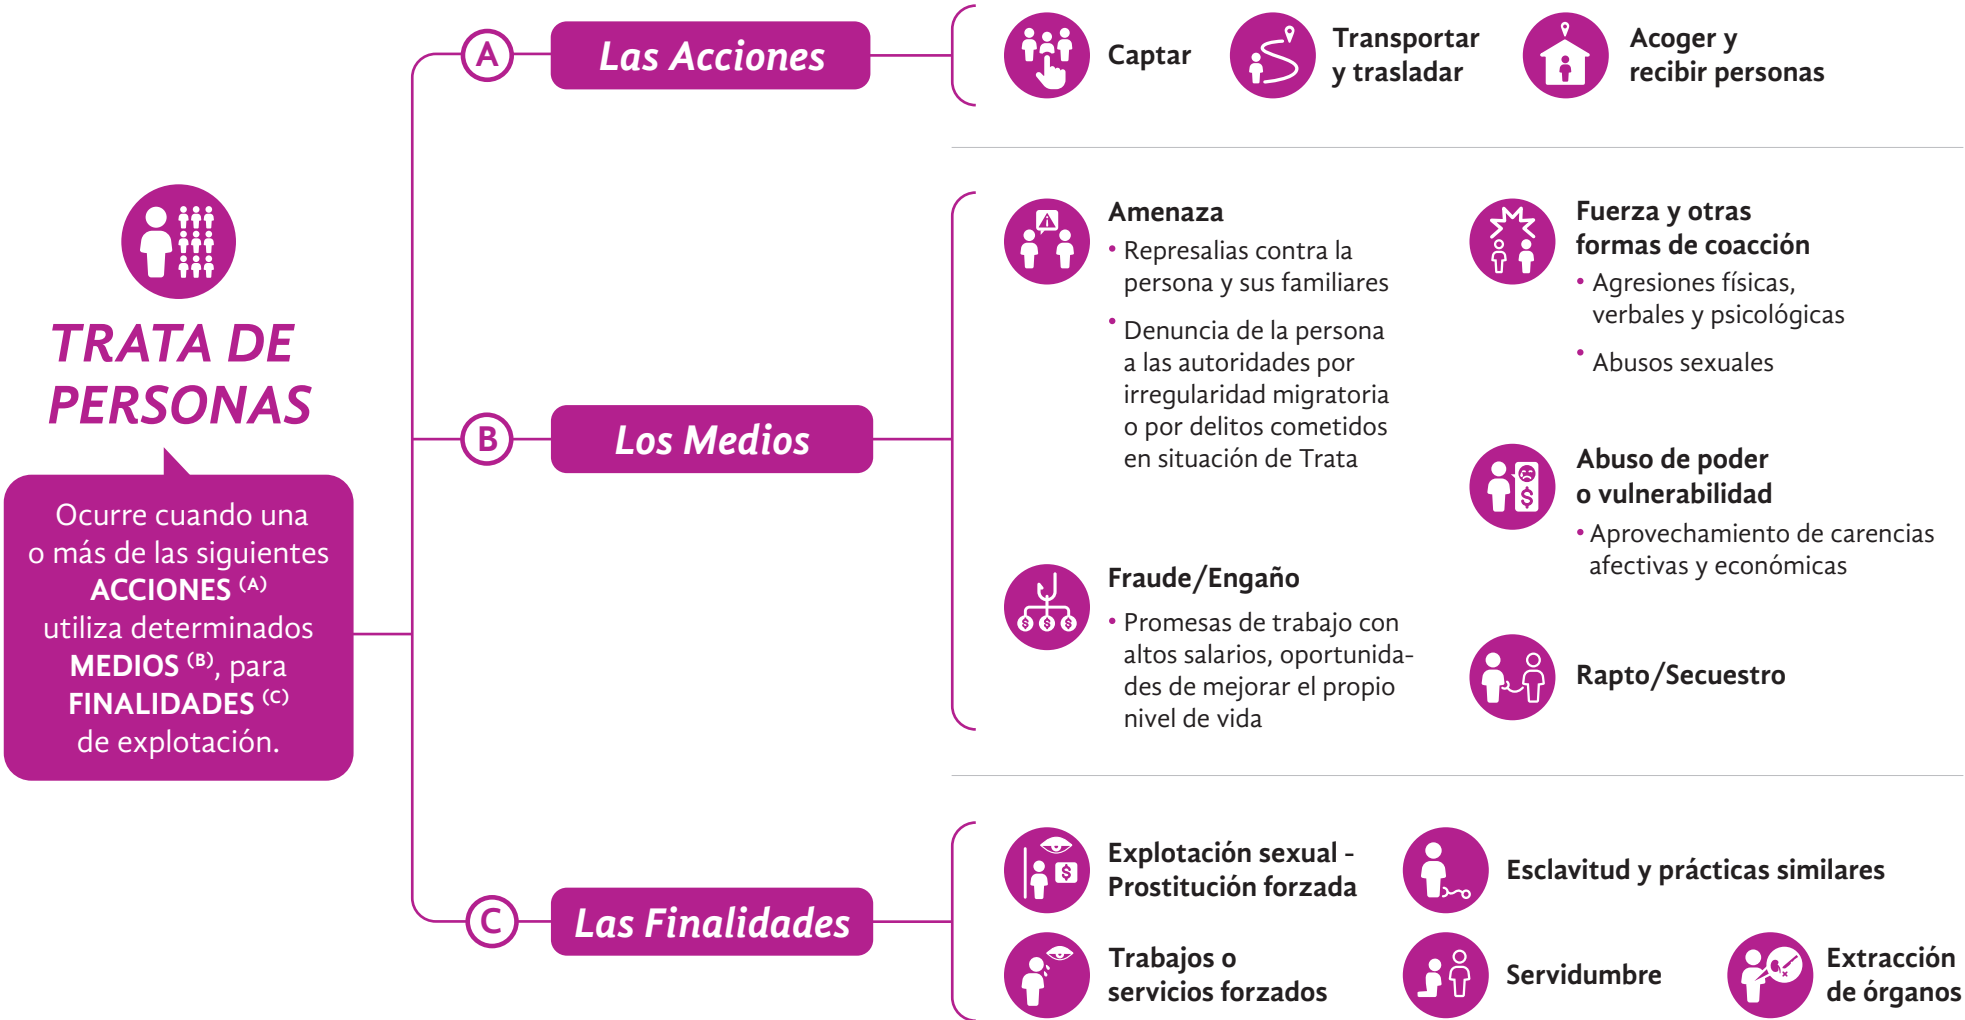 TRATA DE
PERSONAS
Ocurre cuando una
o más de las siguientes
ACCIONES (A)
utiliza determinados
MEDIOS (B), para
FINALIDADES (C)
de explotación.
A
Las Acciones
Captar
Transportar
y trasladar
Acoger y
recibir personas
B
Los Medios
Amenaza
• Represalias contra la
persona y sus familiares
• Denuncia de la persona
a las autoridades por
irregularidad migratoria
o por delitos cometidos
en situación de Trata
Fraude/Engaño
• Promesas de trabajo con
altos salarios, oportunida-
des de mejorar el propio
nivel de vida
Fuerza y otras
formas de coacción
• Agresiones físicas,
verbales y psicológicas
• Abusos sexuales
Abuso de poder
o vulnerabilidad
• Aprovechamiento de carencias
afectivas y económicas
Rapto/Secuestro
C
Las Finalidades
Explotación sexual -
Prostitución forzada
Esclavitud y prácticas similares
Trabajos o
servicios forzados
Servidumbre
Extracción
de órganos